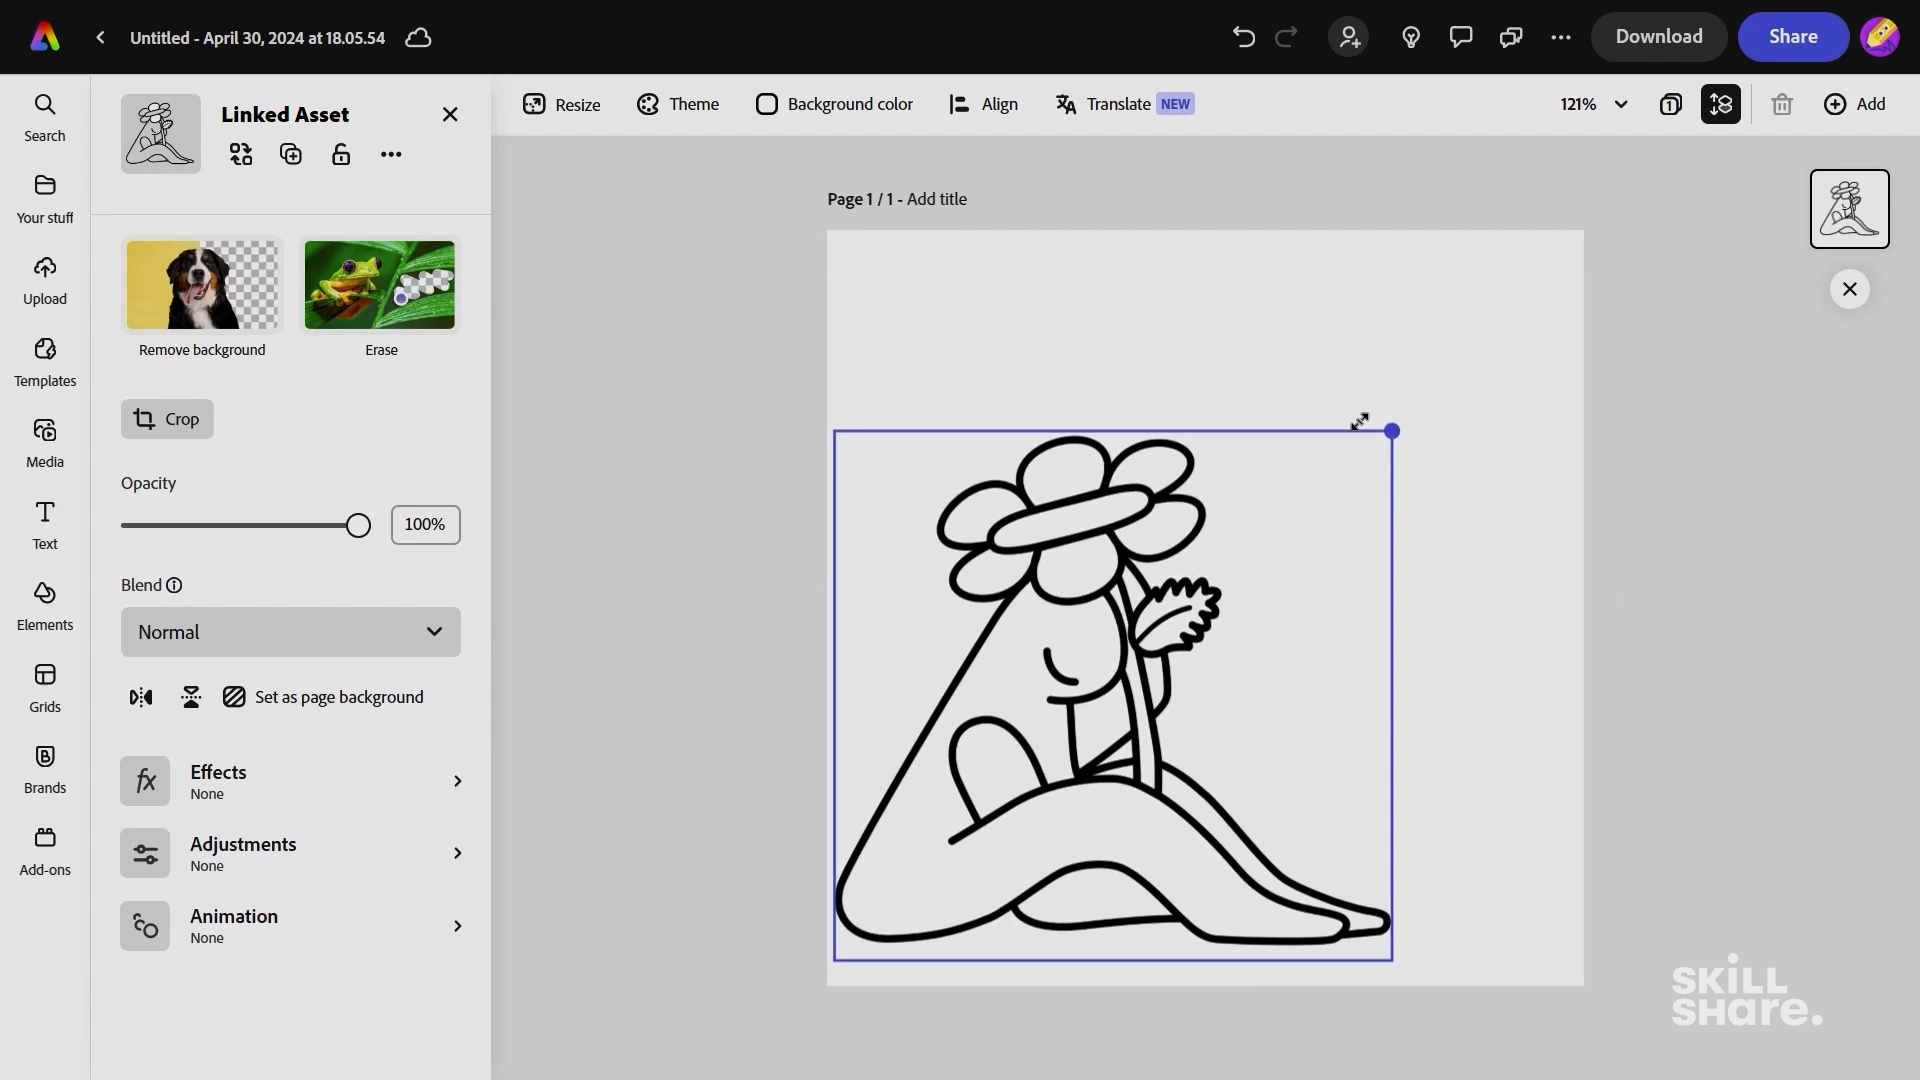 Untitled - April 30, 2024 at 18.05.54
Download
Share
Search
Your stuff
Upload
Templates
Media
Text
Elements
Grids
Brands
Add-ons
Linked Asset
Remove background
Erase
Crop
Opacity
100%
Blend
Normal
Set as page background
Effects
None
Adjustments
None
Animation
None
Resize
Theme
Background color
Align
Translate NEW
121%
1
Add
Page 1 / 1 - Add title
SKILL
SHARE.